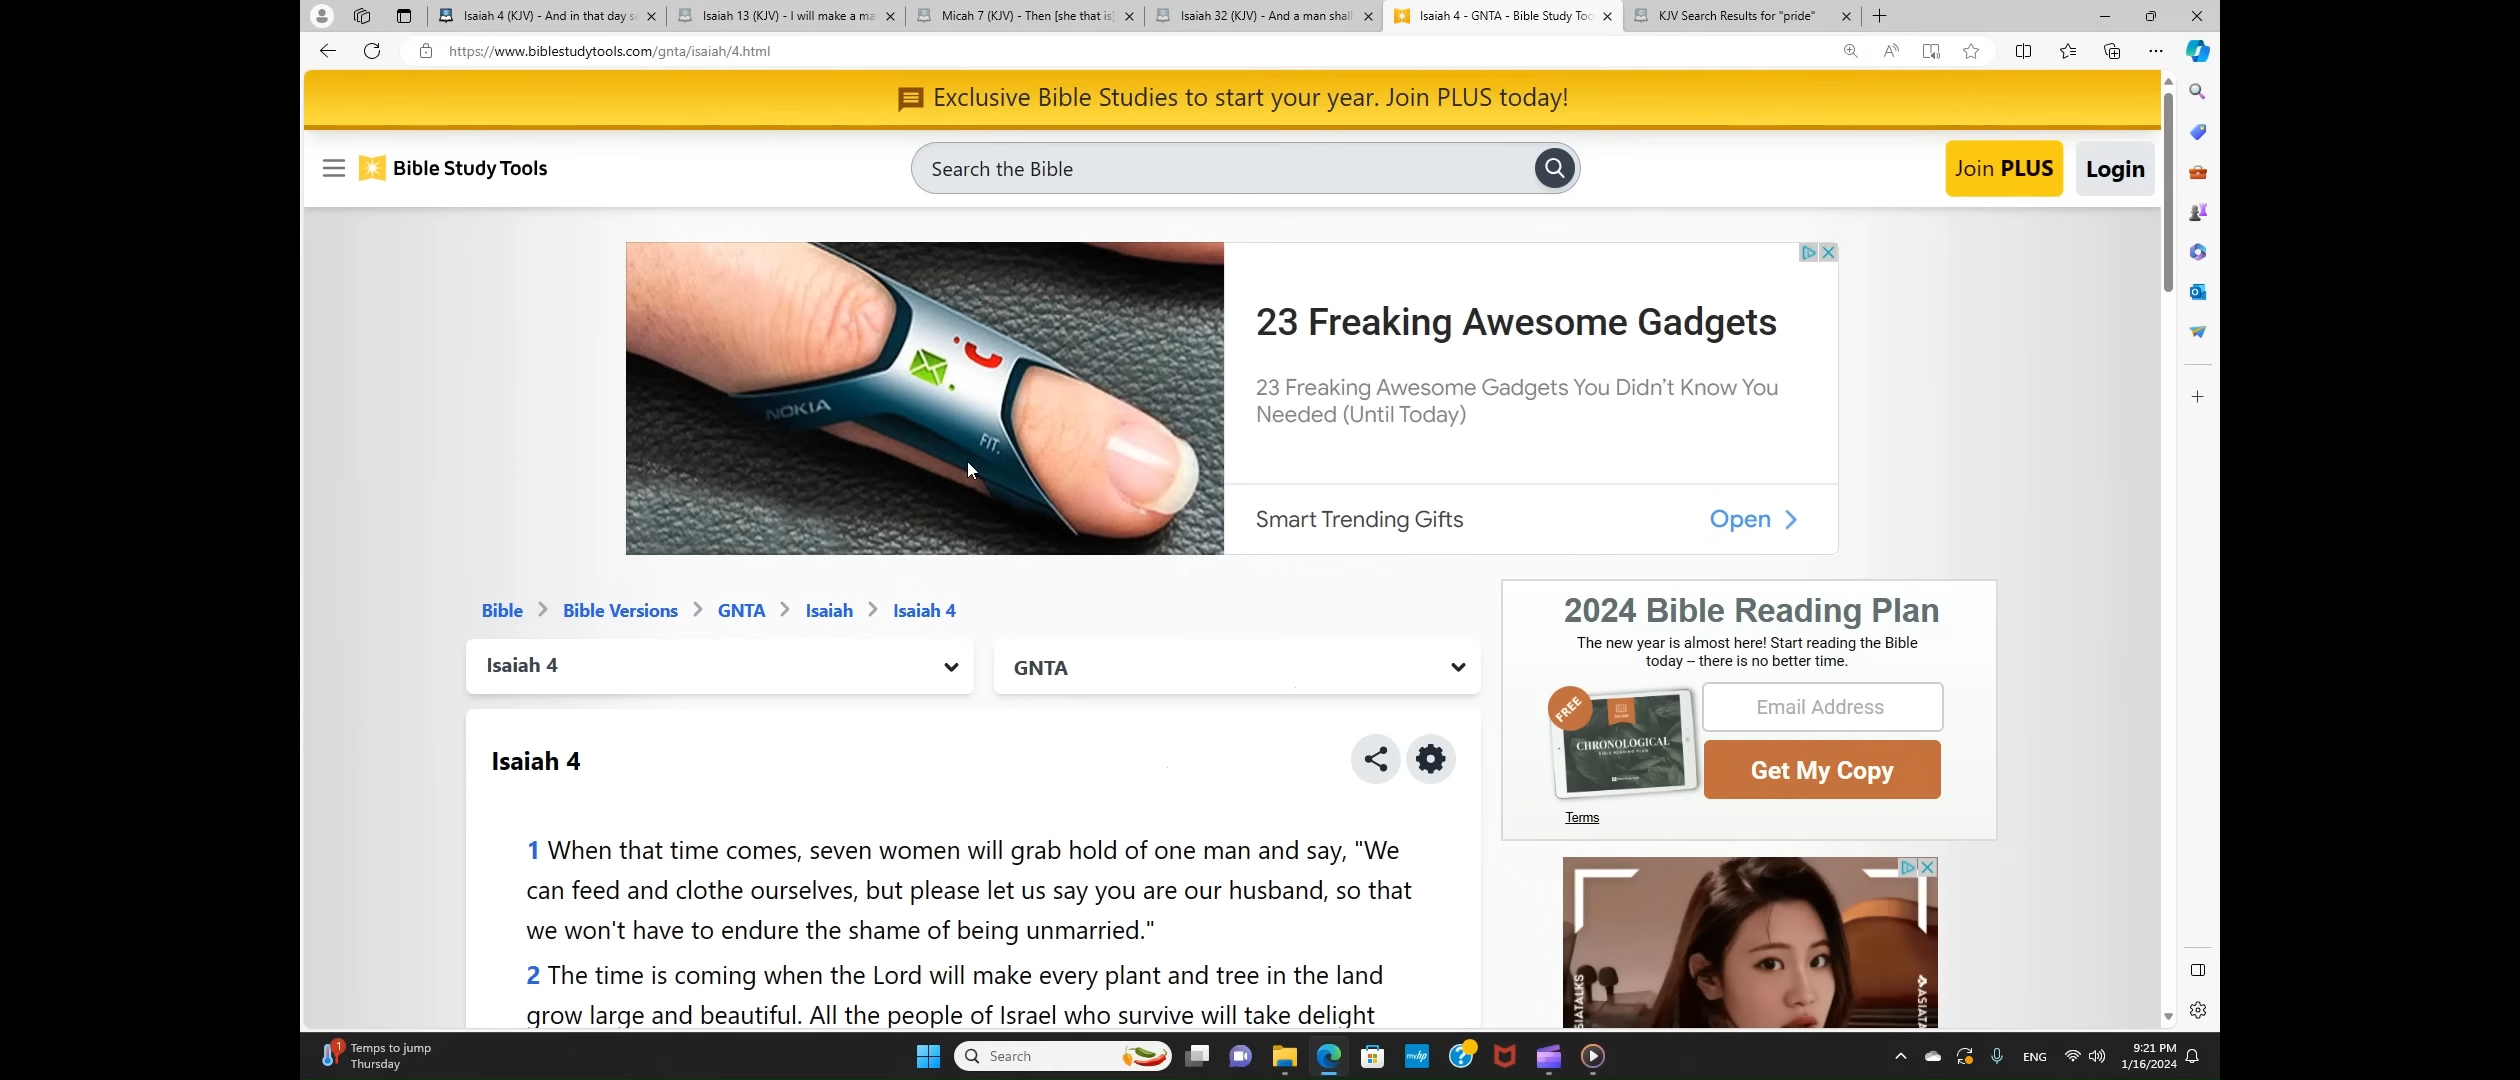 Isaiah 4 (KJV) - And in that day s
Isaiah 13 (KJV) - I will make a ma
Micah 7 (KJV) - Then [she that is]
Isaiah 32 (KJV) - And a man shall
Isaiah 4 - GNTA - Bible Study Too
KJV Search Results for "pride"
https://www.biblestudytools.com/gnta/isaiah/4.html
Exclusive Bible Studies to start your year. Join PLUS today!
Bible Study Tools
Search the Bible
Join PLUS
Login
NOKIA
FIT.
23 Freaking Awesome Gadgets
23 Freaking Awesome Gadgets You Didn't Know You
Needed (Until Today)
Smart Trending Gifts
Open
Bible
Bible Versions
GNTA
Isaiah
Isaiah 4
Isaiah 4
GNTA
2024 Bible Reading Plan
The new year is almost here! Start reading the Bible
today -- there is no better time.
FREE
CHRONOLOGICAL
BIBLE READING PLAN
Email Address
Get My Copy
Terms
Isaiah 4
1 When that time comes, seven women will grab hold of one man and say, "We
can feed and clothe ourselves, but please let us say you are our husband, so that
we won't have to endure the shame of being unmarried."
2 The time is coming when the Lord will make every plant and tree in the land
grow large and beautiful. All the people of Israel who survive will take delight
SIATALKS
ASIATA
1
Temps to jump
Thursday
Search
myhp
ENG
9:21 PM
1/16/2024